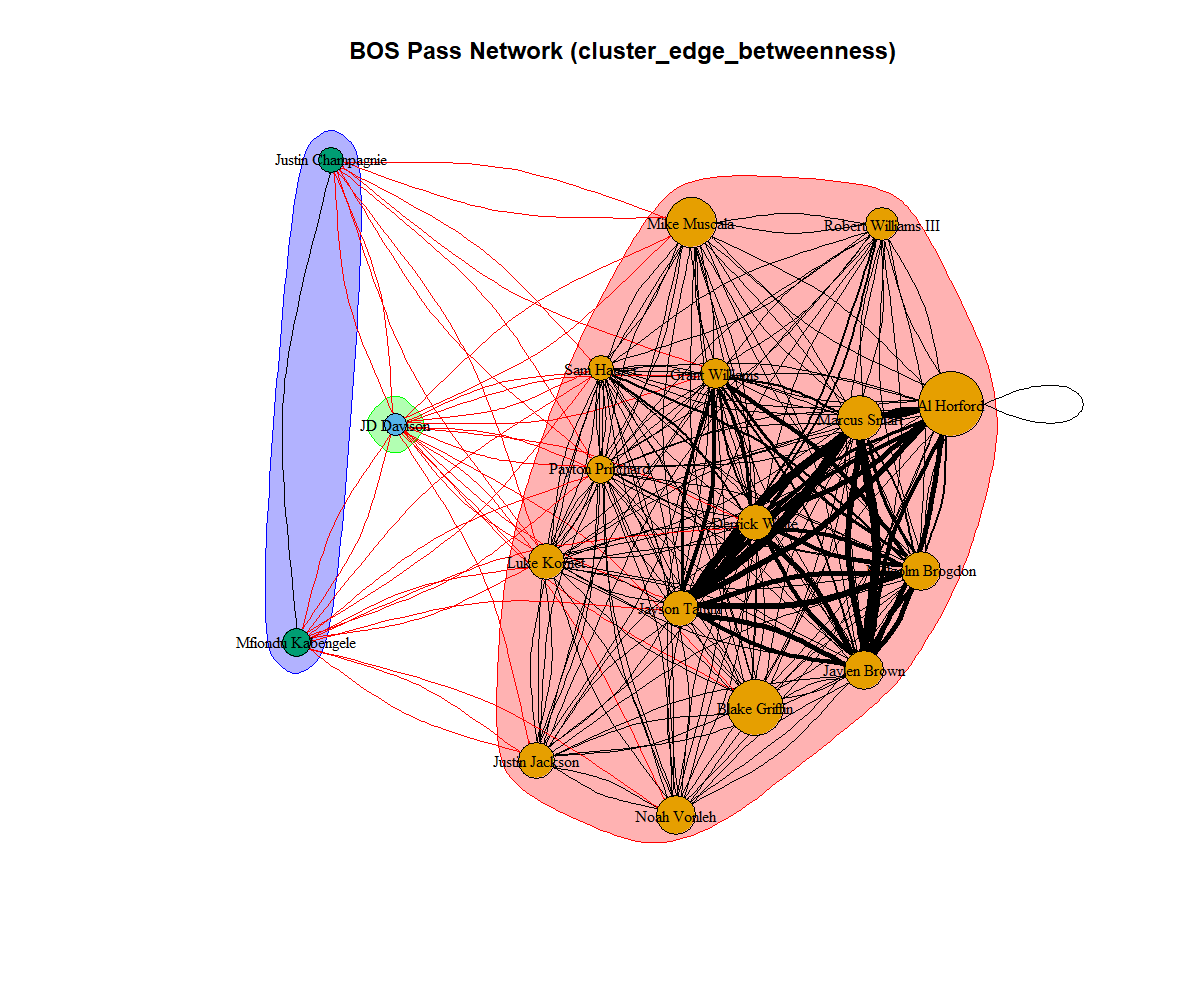 BOS Pass Network (cluster_edge_betweenness)
Justin Champagnie
Mike Muscala
Robert Williams III
Sam Hauser
Grant Williams
Al Horford
Marcus Smart
JD Davison
Payton Pritchard
Derrick White
Luke Kornet
Malcolm Brogdon
Jayson Tatum
Mfiondu Kabengele
Jaylen Brown
Blake Griffin
Justin Jackson
Noah Vonleh